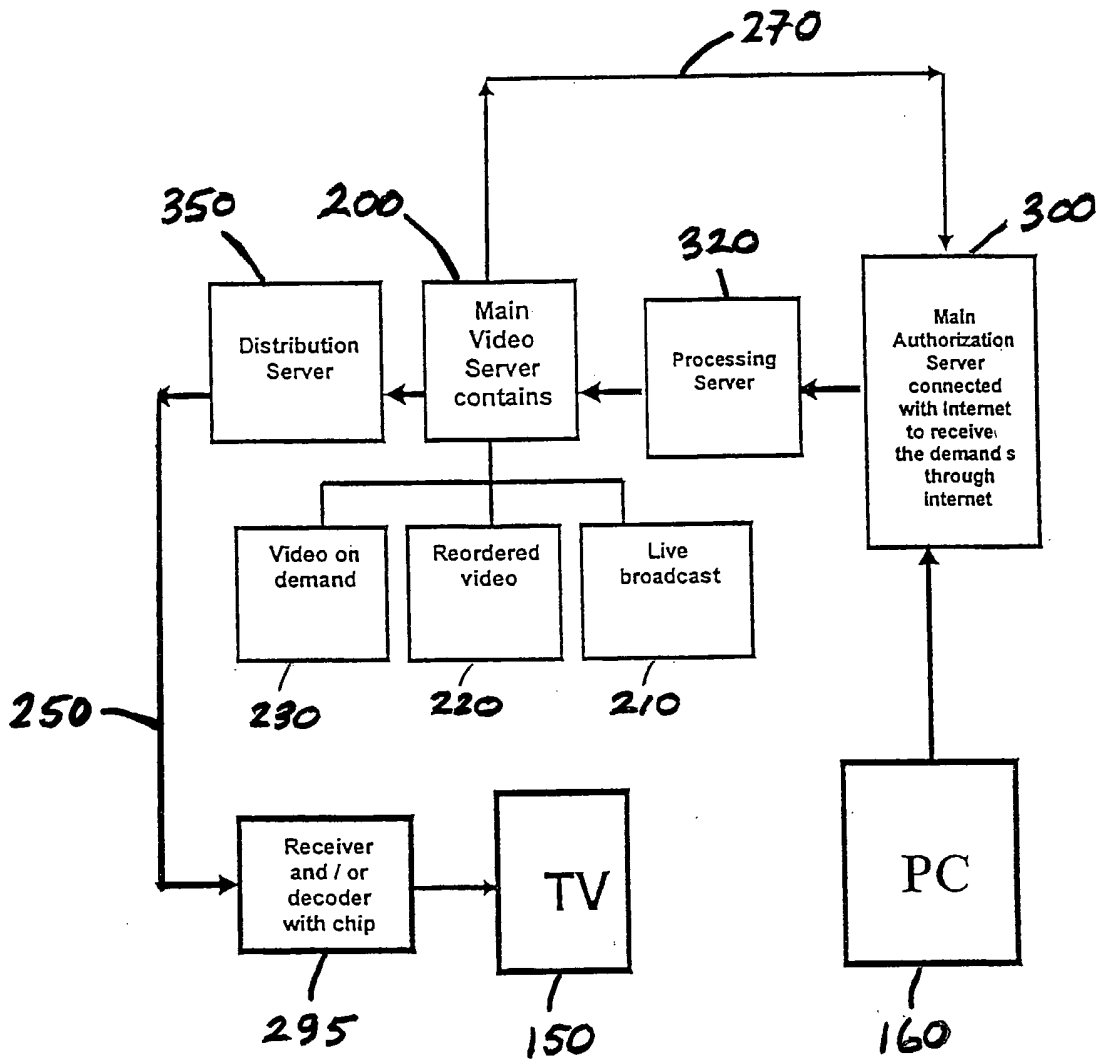 270
350
200
320
300
Distribution
Server
Main
Video
Server
contains
Processing
Server
Main
Authorization
Server
connected
with Internet
to receive
the demand s
through
internet
Video on
demand
Reordered
video
Live
broadcast
230
220
210
250
Receiver
and / or
decoder
with chip
TV
PC
295
150
160